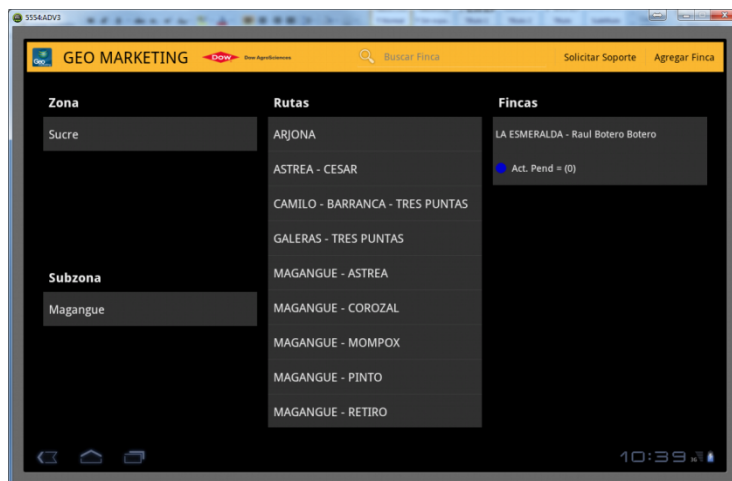 5554:ADV3
Geo
GEO MARKETING
DOW
Dow AgroSciences
Buscar Finca
Solicitar Soporte
Agregar Finca
Zona
Sucre
Subzona
Magangue
Rutas
ARJONA
ASTREA - CESAR
CAMILO - BARRANCA - TRES PUNTAS
GALERAS - TRES PUNTAS
MAGANGUE - ASTREA
MAGANGUE - COROZAL
MAGANGUE - MOMPOX
MAGANGUE - PINTO
MAGANGUE - RETIRO
Fincas
LA ESMERALDA - Raul Botero Botero
Act. Pend = (0)
10:39
3G